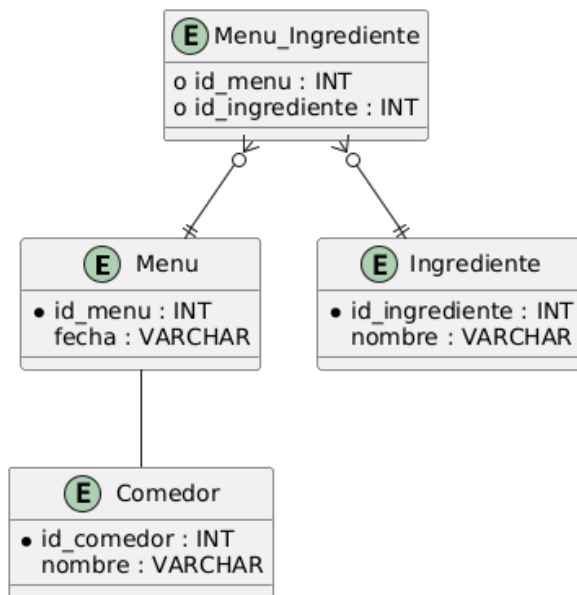 E Menu_Ingrediente
o id_menu : INT
o id_ingrediente : INT
E Menu
* id_menu : INT
fecha : VARCHAR
E Ingrediente
* id_ingrediente : INT
nombre : VARCHAR
E Comedor
* id_comedor : INT
nombre : VARCHAR